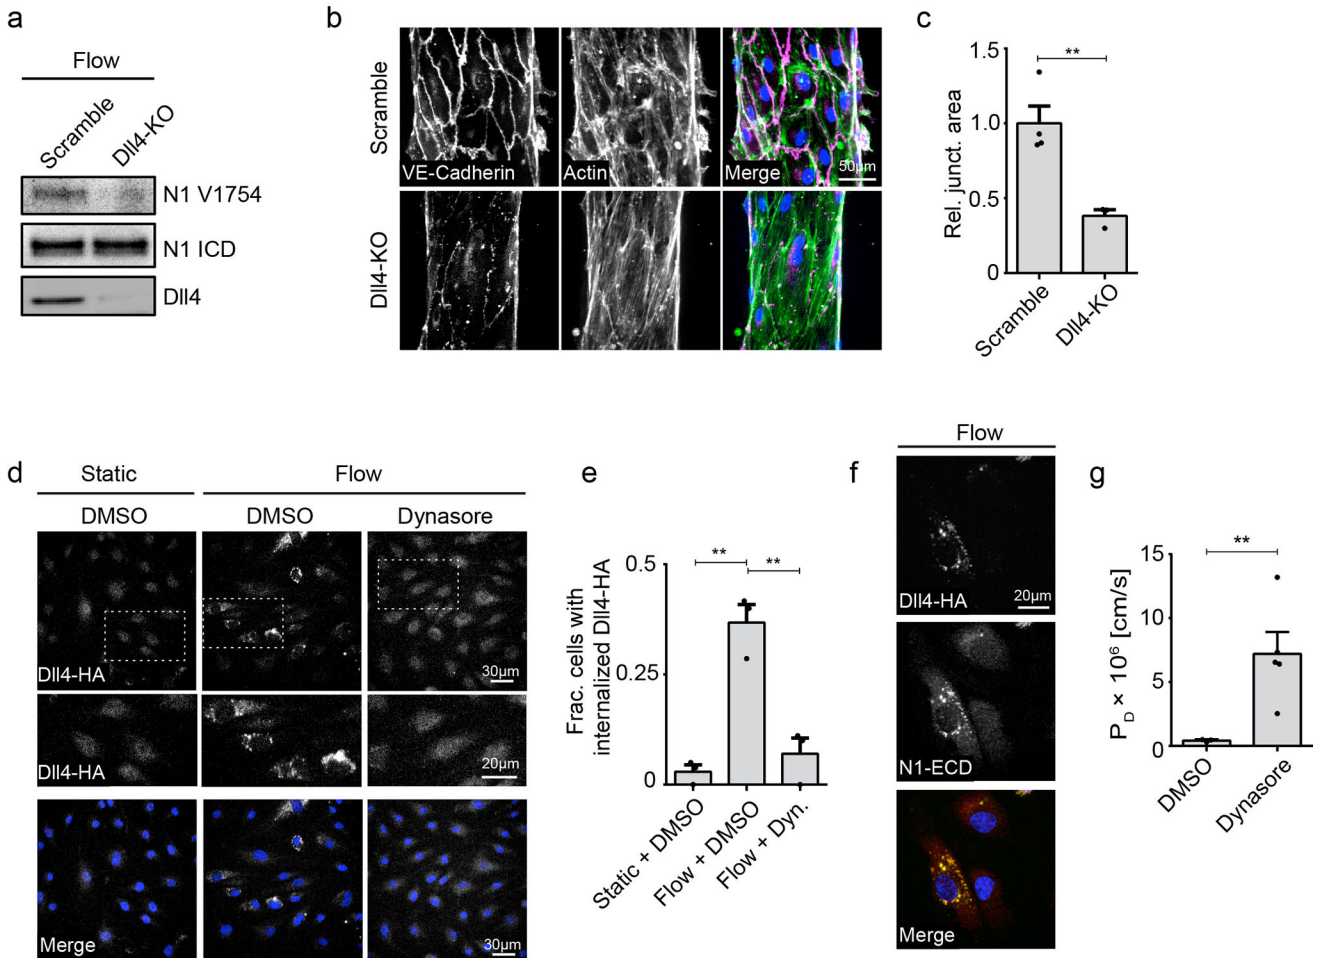 a
Flow
Scramble
Dll4-KO
N1 V1754
N1 ICD
Dll4
b
Scramble
VE-Cadherin
Actin
Merge
50µm
Dll4-KO
c
Rel. junct. area
1.5
1.0
0.5
0
**
Scramble
Dll4-KO
d
Static
Flow
DMSO
DMSO
Dynasore
Dll4-HA
30µm
Dll4-HA
20µm
Merge
30µm
e
Frac. cells with
internalized Dll4-HA
0.5
0.25
0
**
**
Static + DMSO
Flow + DMSO
Flow + Dyn.
f
Flow
Dll4-HA
20µm
N1-ECD
Merge
g
P_D × 10⁶ [cm/s]
15
10
5
0
**
DMSO
Dynasore